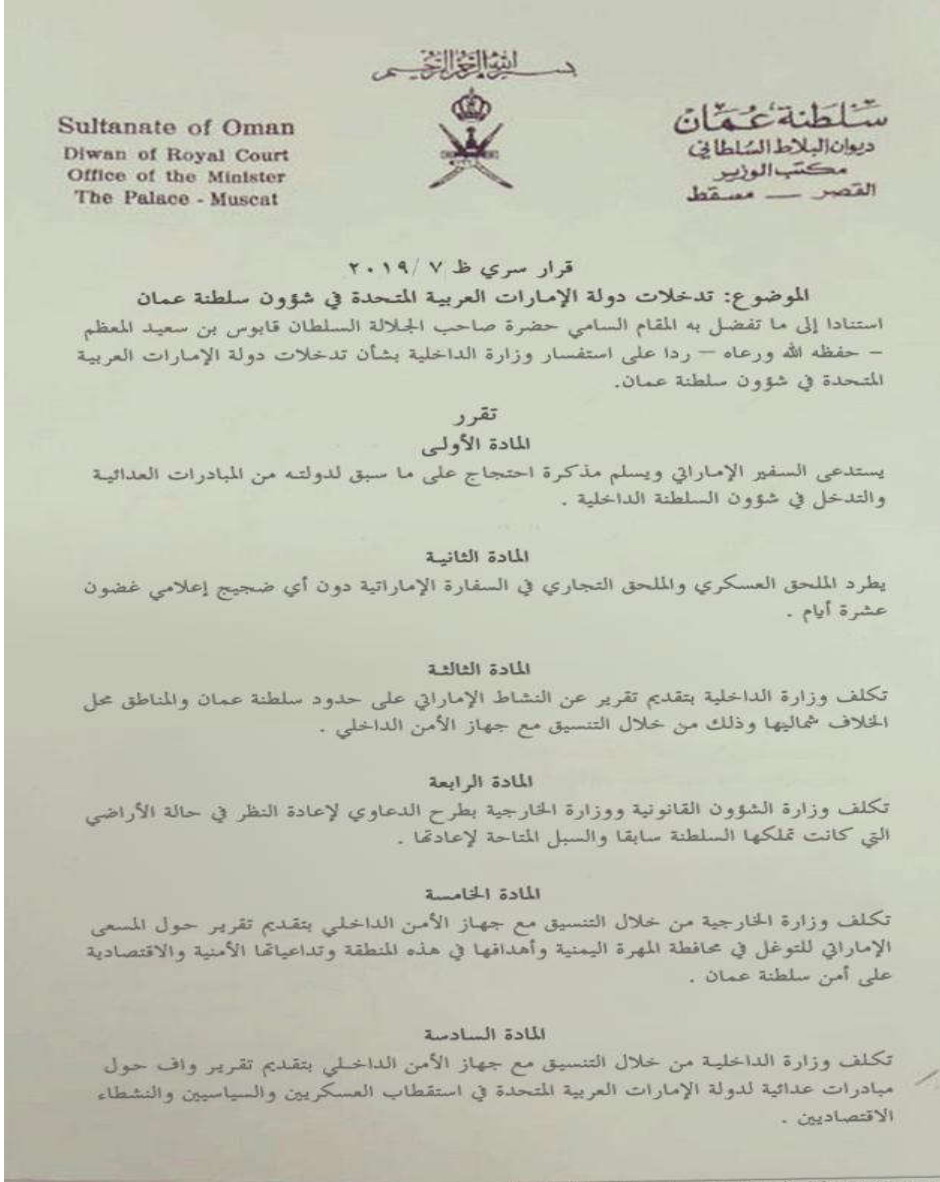 بسم الله الرحمن الرحيم
Sultanate of Oman
Diwan of Royal Court
Office of the Minister
The Palace - Muscat
سلطنة عمان
ديوان البلاط السلطاني
مكتب الوزير
القصر — مسقط
قرار سري ظ ٧ /٢٠١٩
الموضوع: تدخلات دولة الإمارات العربية المتحدة في شؤون سلطنة عمان
استنادا إلى ما تفضل به المقام السامي حضرة صاحب الجلالة السلطان قابوس بن سعيد المعظم
– حفظه الله ورعاه – ردا على استفسار وزارة الداخلية بشأن تدخلات دولة الإمارات العربية
المتحدة في شؤون سلطنة عمان.
تقرر
المادة الأولى
يستدعى السفير الإماراتي ويسلم مذكرة احتجاج على ما سبق لدولته من المبادرات العدائية
والتدخل في شؤون السلطنة الداخلية .
المادة الثانية
يطرد الملحق العسكري والملحق التجاري في السفارة الإماراتية دون أي ضجيج إعلامي غضون
عشرة أيام .
المادة الثالثة
تكلف وزارة الداخلية بتقديم تقرير عن النشاط الإماراتي على حدود سلطنة عمان والمناطق محل
الخلاف شماليها وذلك من خلال التنسيق مع جهاز الأمن الداخلي .
المادة الرابعة
تكلف وزارة الشؤون القانونية ووزارة الخارجية بطرح الدعاوي لإعادة النظر في حالة الأراضي
التي كانت تملكها السلطنة سابقا والسبل المتاحة لإعادتها .
المادة الخامسة
تكلف وزارة الخارجية من خلال التنسيق مع جهاز الأمن الداخلي بتقديم تقرير حول المسعى
الإماراتي للتوغل في محافظة المهرة اليمنية وأهدافها في هذه المنطقة وتداعياتها الأمنية والاقتصادية
على أمن سلطنة عمان .
المادة السادسة
تكلف وزارة الداخلية من خلال التنسيق مع جهاز الأمن الداخلي بتقديم تقرير واف حول
مبادرات عدائية لدولة الإمارات العربية المتحدة في استقطاب العسكريين والسياسيين والنشطاء
الاقتصاديين .